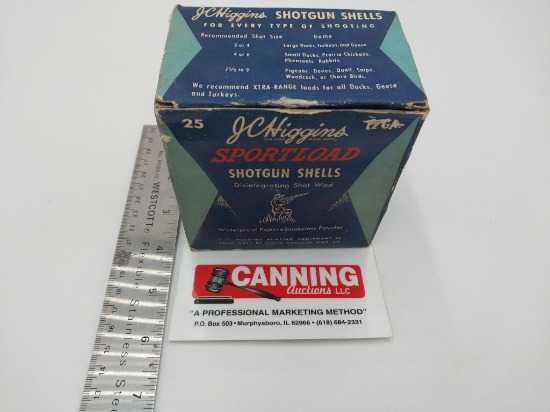 JCHiggins SHOTGUN SHELLS
FOR EVERY TYPE OF SHOOTING
Recommended Shot Size Game
2 or 4 Large Ducks, Turkeys, and Geese.
4 or 6 Small Ducks, Prairie Chickens, Pheasants, Rabbits.
7½ to 9 Pigeons, Doves, Quail, Snipe, Woodcock, or Shore Birds.
We recommend XTRA-RANGE loads for all Ducks, Geese and Turkeys.
25
JCHiggins
SPORTLOAD
SHOTGUN SHELLS
Disintegrating Shot Wad
Waterproof Paper•Smokeless Powder
WESTCOTT®
Flexible Stainless Steel
CANNING
Auctions LLC
"A PROFESSIONAL MARKETING METHOD"
P.O. Box 503•Murphysboro, IL 62966•(618) 684-2331